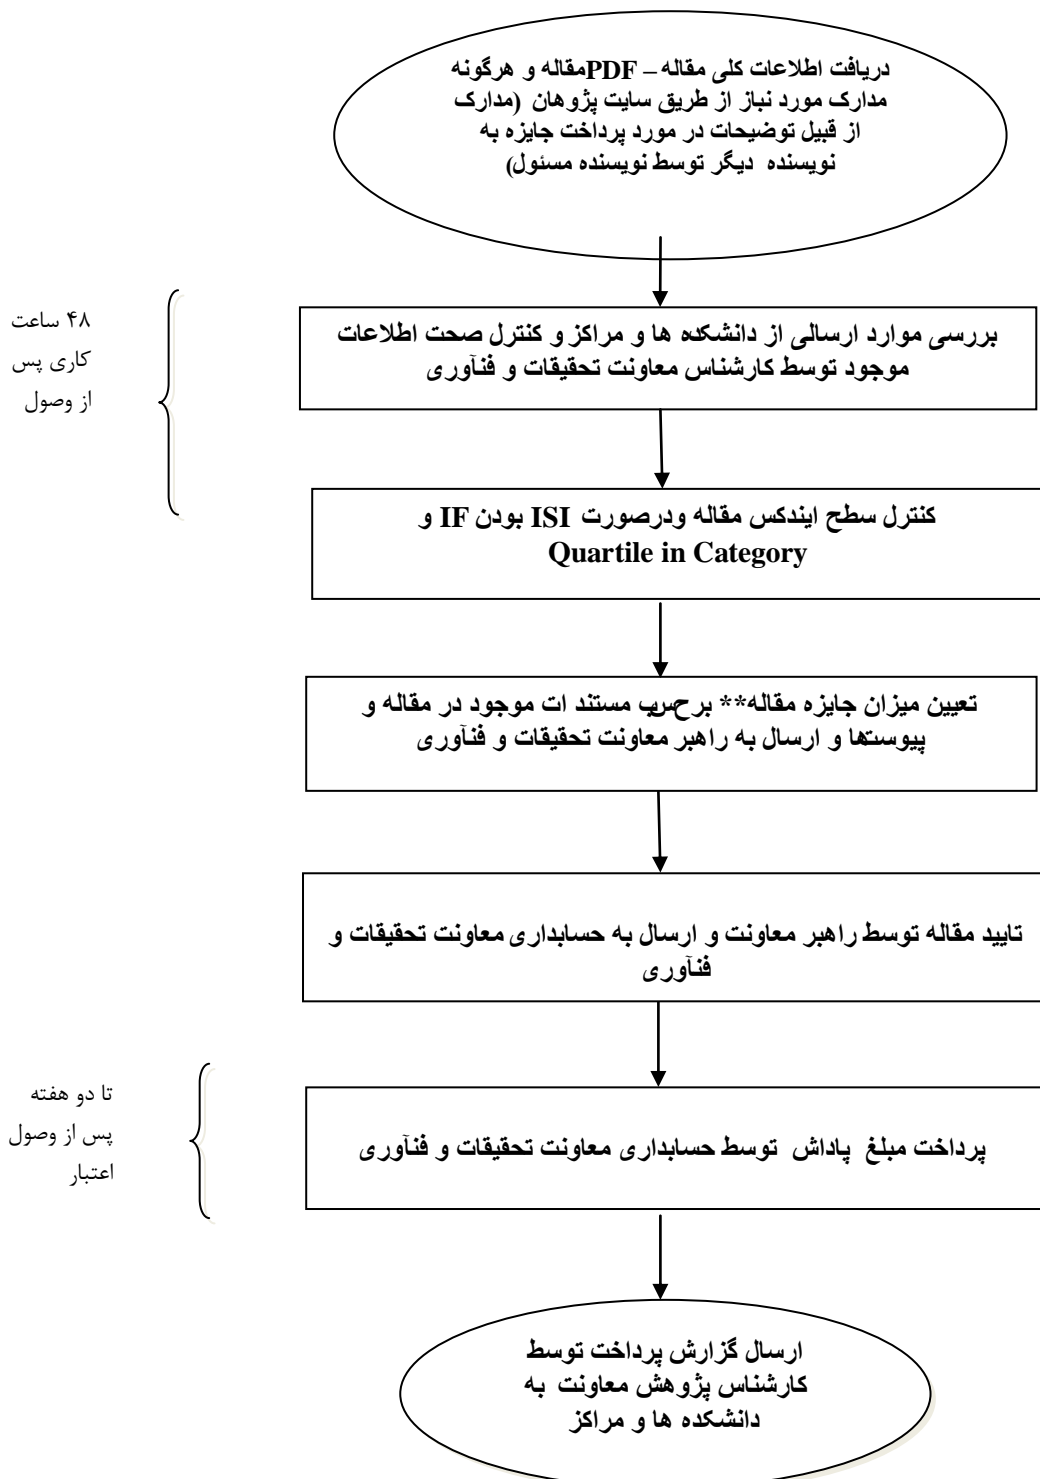 دریافت اطلاعات کلی مقاله – PDFمقاله و هرگونه
مدارک مورد نیاز از طریق سایت پژوهان (مدارک
از قبیل توضیحات در مورد پرداخت جایزه به
نویسنده دیگر توسط نویسنده مسئول)
۴۸ ساعت
کاری پس
از وصول
بررسی موارد ارسالی از دانشکده ها و مراکز و کنترل صحت اطلاعات
موجود توسط کارشناس معاونت تحقیقات و فنآوری
کنترل سطح ایندکس مقاله ودرصورت ISI بودن IF و
Quartile in Category
تعیین میزان جایزه مقاله** برحسب مستند ات موجود در مقاله و
پیوستها و ارسال به راهبر معاونت تحقیقات و فنآوری
تایید مقاله توسط راهبر معاونت و ارسال به حسابداری معاونت تحقیقات و
فنآوری
تا دو هفته
پس از وصول
اعتبار
پرداخت مبلغ پاداش توسط حسابداری معاونت تحقیقات و فنآوری
ارسال گزارش پرداخت توسط
کارشناس پژوهش معاونت به
دانشکده ها و مراکز